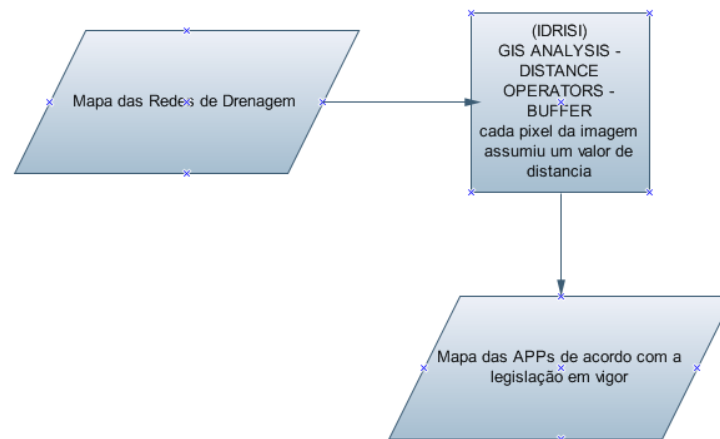 Mapa das Redes de Drenagem
(IDRISI)
GIS ANALYSIS -
DISTANCE
OPERATORS -
BUFFER
cada pixel da imagem
assumiu um valor de
distancia
Mapa das APPs de acordo com a
legislação em vigor